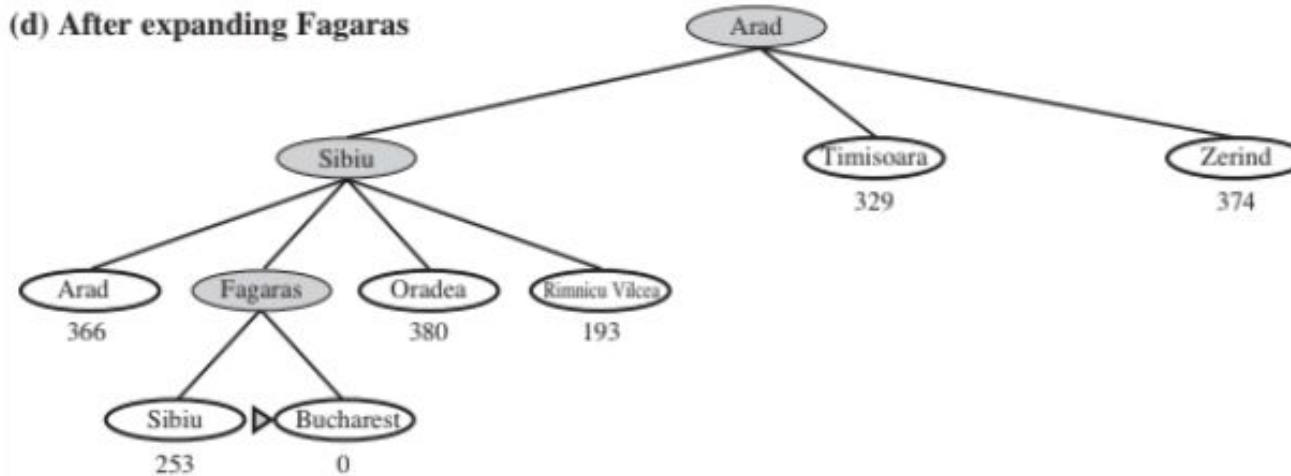 (d) After expanding Fagaras
Arad
Sibiu
Timisoara
Zerind
329
374
Arad
Fagaras
Oradea
Rimnicu Vilcea
366
380
193
Sibiu
Bucharest
253
0